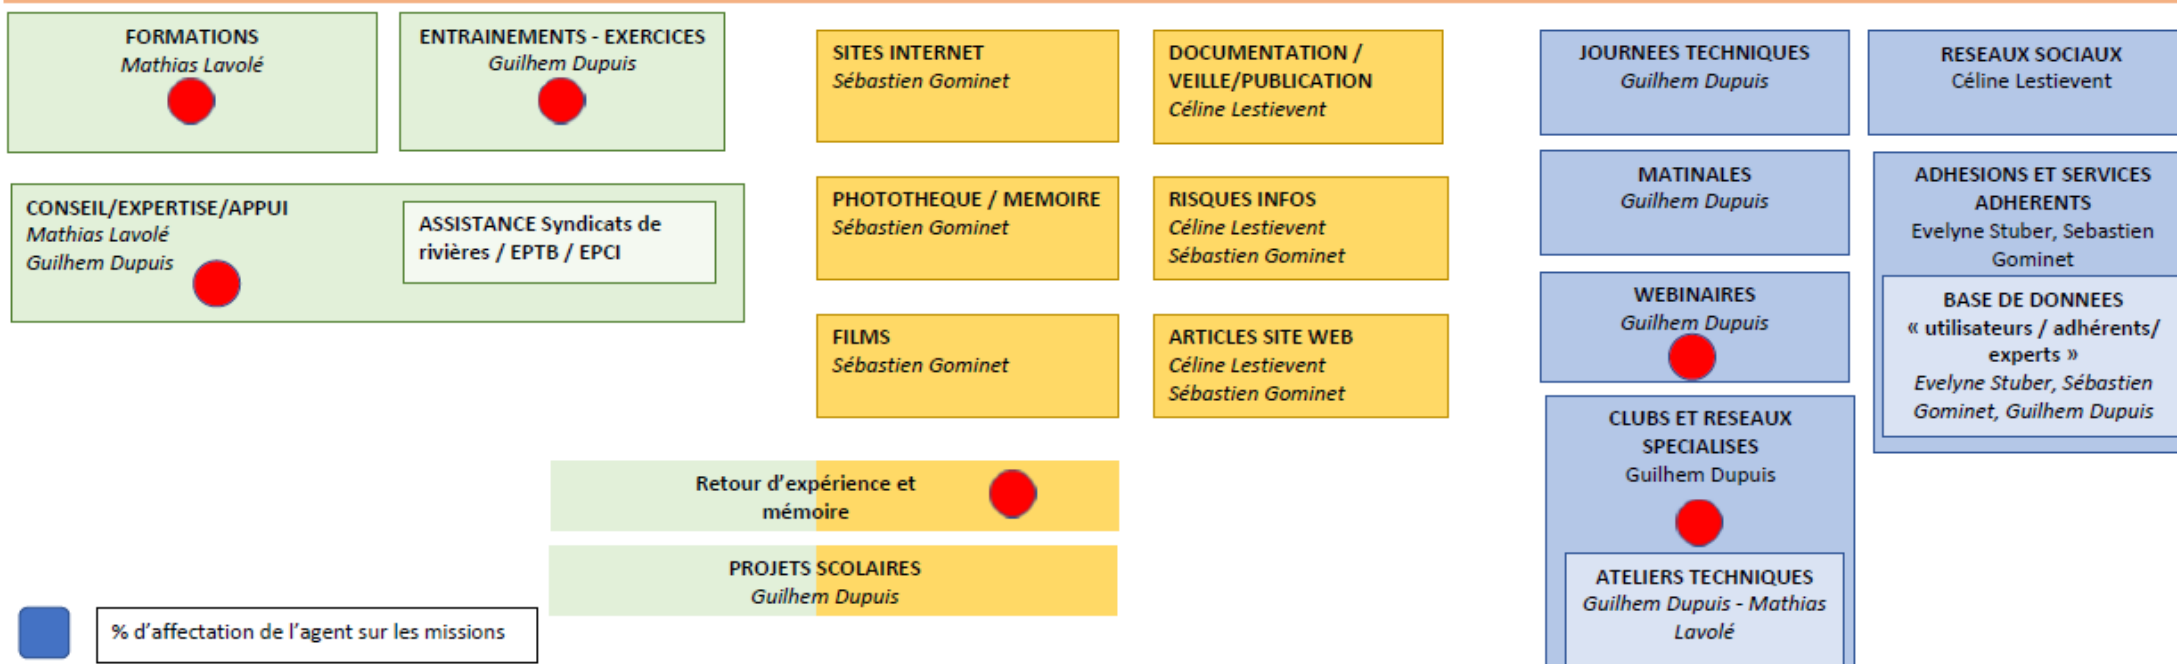 FORMATIONS
Mathias Lavolé
ENTRAINEMENTS - EXERCICES
Guilhem Dupuis
CONSEIL/EXPERTISE/APPUI
Mathias Lavolé
Guilhem Dupuis
ASSISTANCE Syndicats de
rivières / EPTB / EPCI
SITES INTERNET
Sébastien Gominet
DOCUMENTATION /
VEILLE/PUBLICATION
Céline Lestievent
PHOTOTHEQUE / MEMOIRE
Sébastien Gominet
RISQUES INFOS
Céline Lestievent
Sébastien Gominet
FILMS
Sébastien Gominet
ARTICLES SITE WEB
Céline Lestievent
Sébastien Gominet
Retour d'expérience et
mémoire
PROJETS SCOLAIRES
Guilhem Dupuis
JOURNEES TECHNIQUES
Guilhem Dupuis
RESEAUX SOCIAUX
Céline Lestievent
MATINALES
Guilhem Dupuis
ADHESIONS ET SERVICES
ADHERENTS
Evelyne Stuber, Sebastien
Gominet
BASE DE DONNEES
« utilisateurs / adhérents/
experts »
Evelyne Stuber, Sébastien
Gominet, Guilhem Dupuis
WEBINAIRES
Guilhem Dupuis
CLUBS ET RESEAUX
SPECIALISES
Guilhem Dupuis
ATELIERS TECHNIQUES
Guilhem Dupuis - Mathias
Lavolé
% d'affectation de l'agent sur les missions